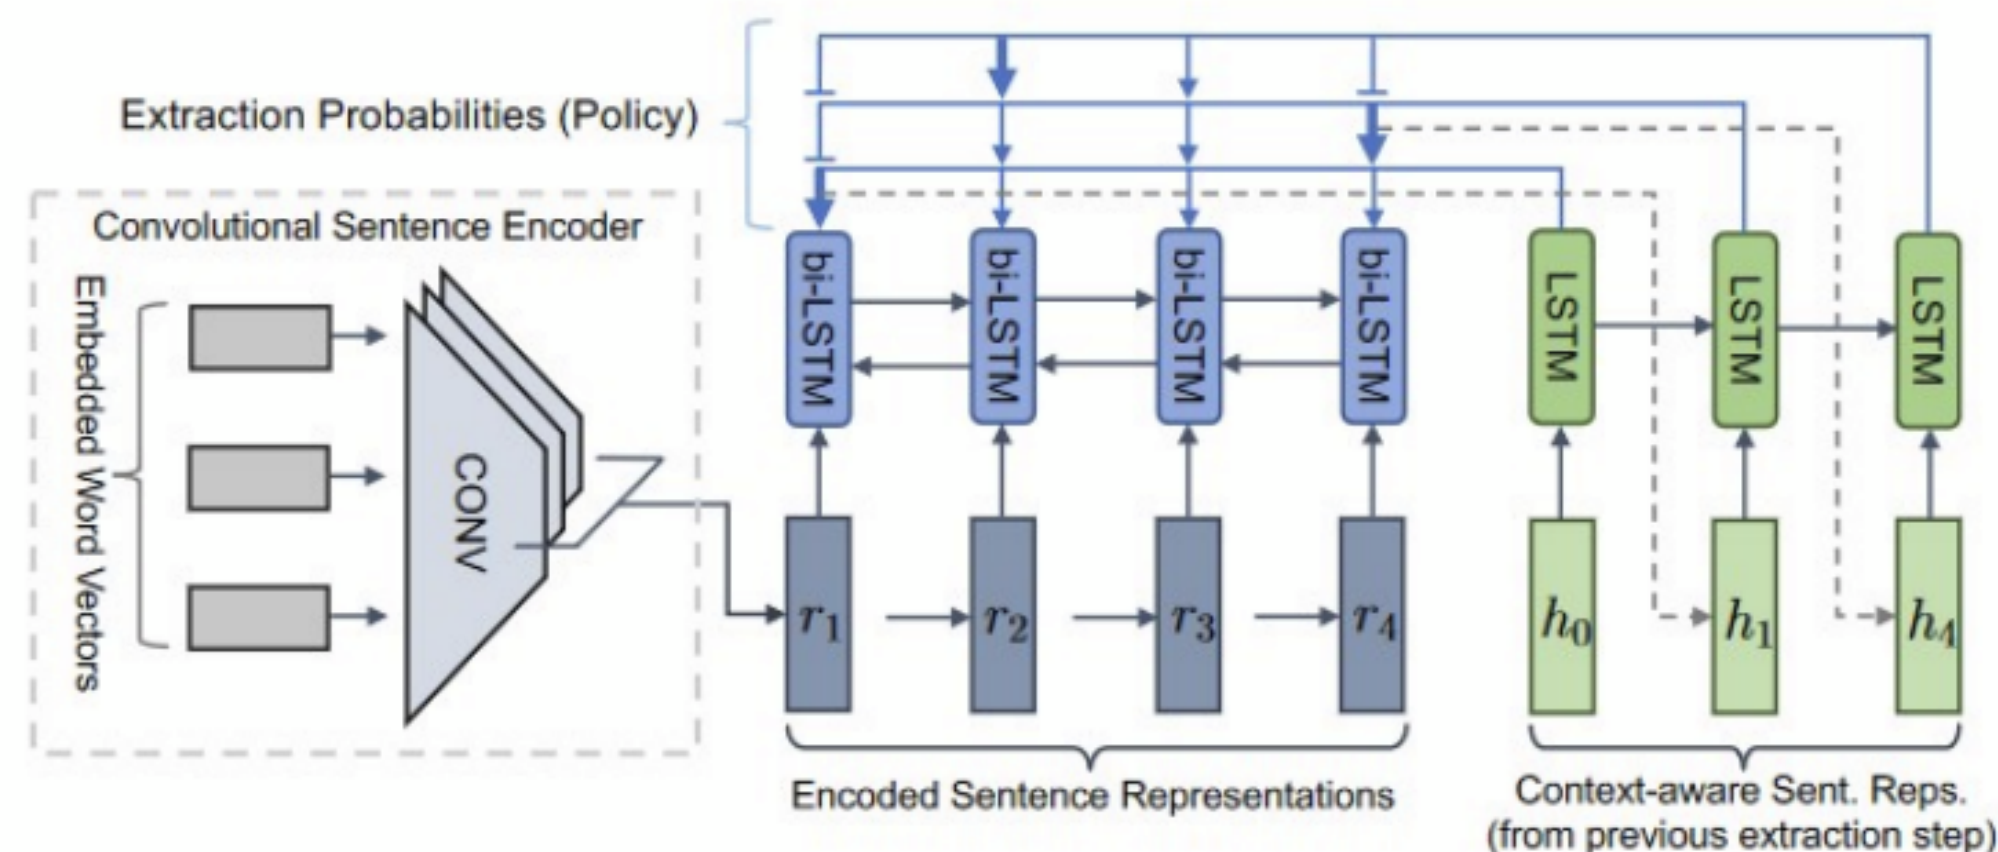 Extraction Probabilities (Policy)
Convolutional Sentence Encoder
Embedded Word Vectors
CONV
bi-LSTM
bi-LSTM
bi-LSTM
bi-LSTM
LSTM
LSTM
LSTM
r1
r2
r3
r4
h0
h1
h4
Encoded Sentence Representations
Context-aware Sent. Reps.
(from previous extraction step)